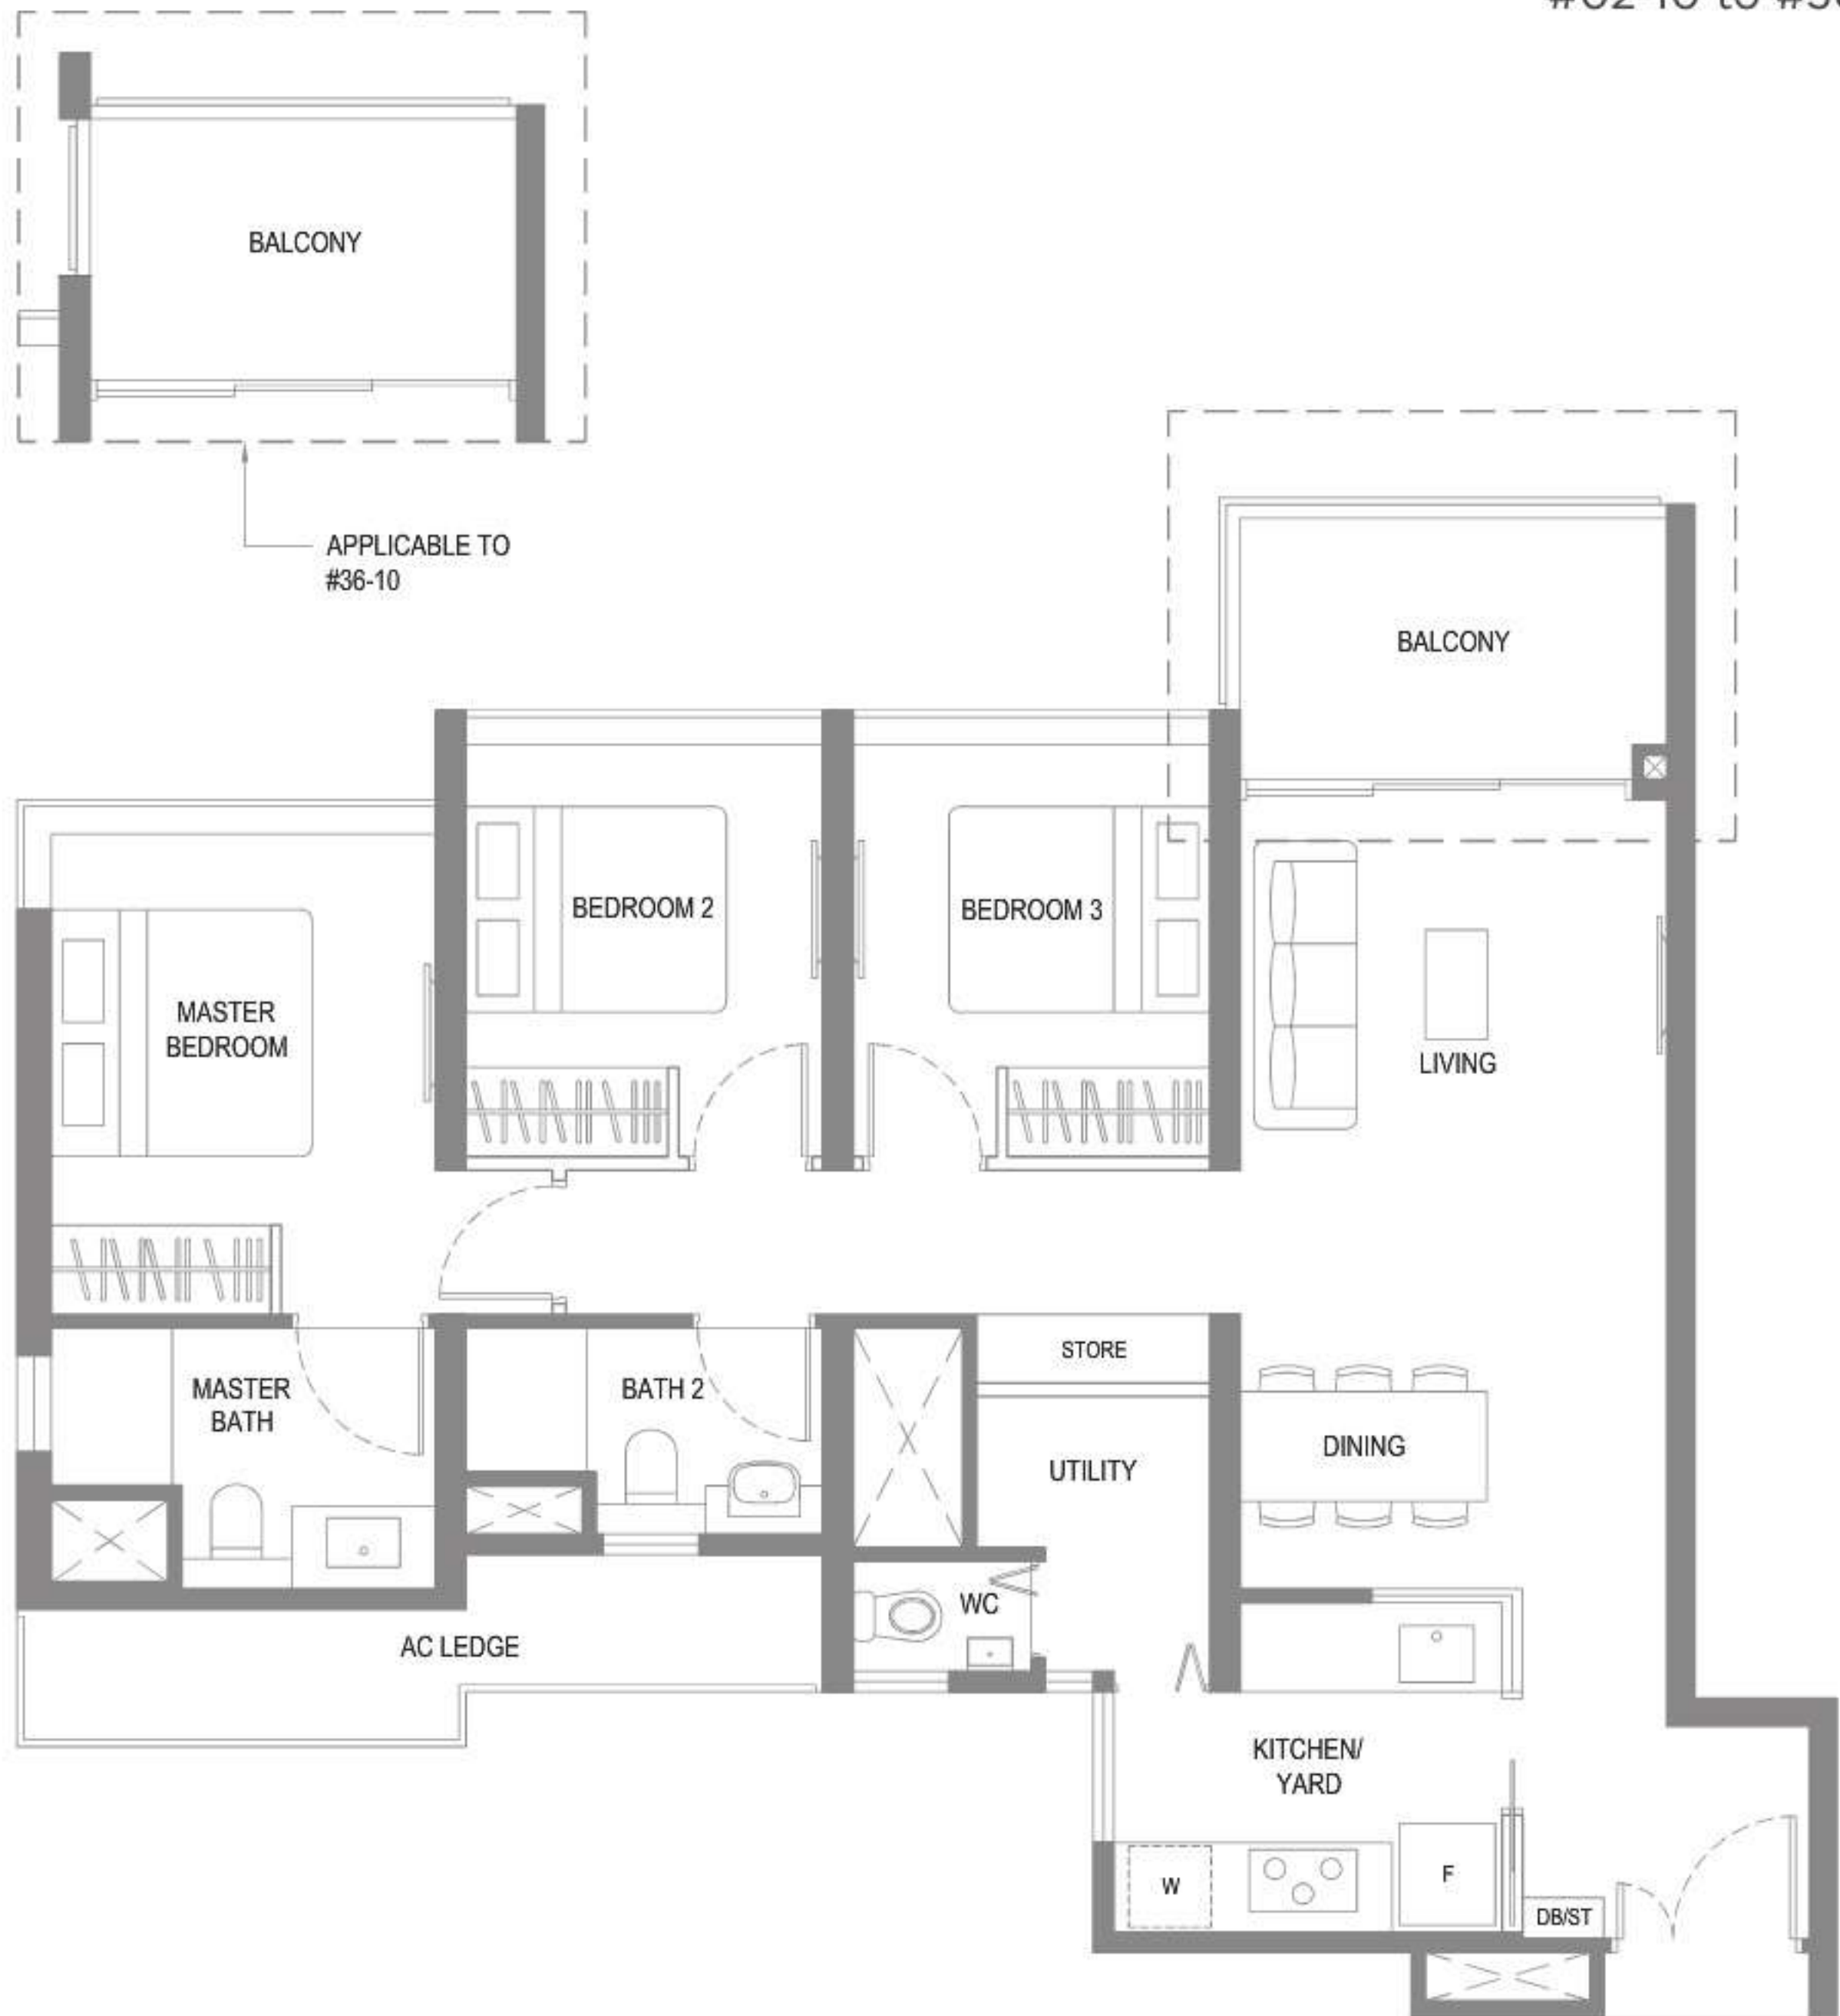 BALCONY
APPLICABLE TO
#36-10
BALCONY
BEDROOM 2
BEDROOM 3
MASTER
BEDROOM
LIVING
STORE
MASTER
BATH
BATH 2
DINING
UTILITY
WC
AC LEDGE
KITCHEN/
YARD
W
F
DB/ST